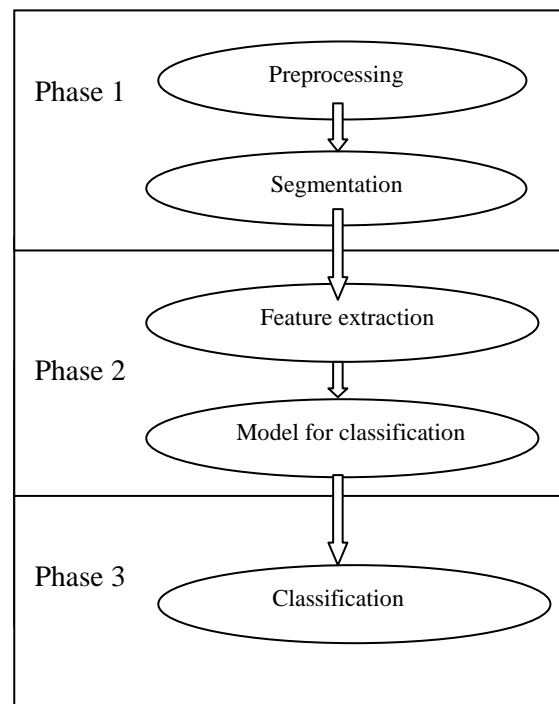 Phase 1
Preprocessing
Segmentation
Phase 2
Feature extraction
Model for classification
Phase 3
Classification